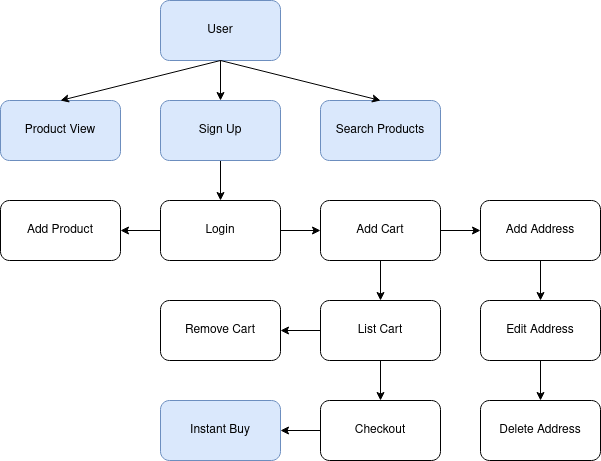 User
Product View
Sign Up
Search Products
Add Product
Login
Add Cart
Add Address
Remove Cart
List Cart
Edit Address
Instant Buy
Checkout
Delete Address